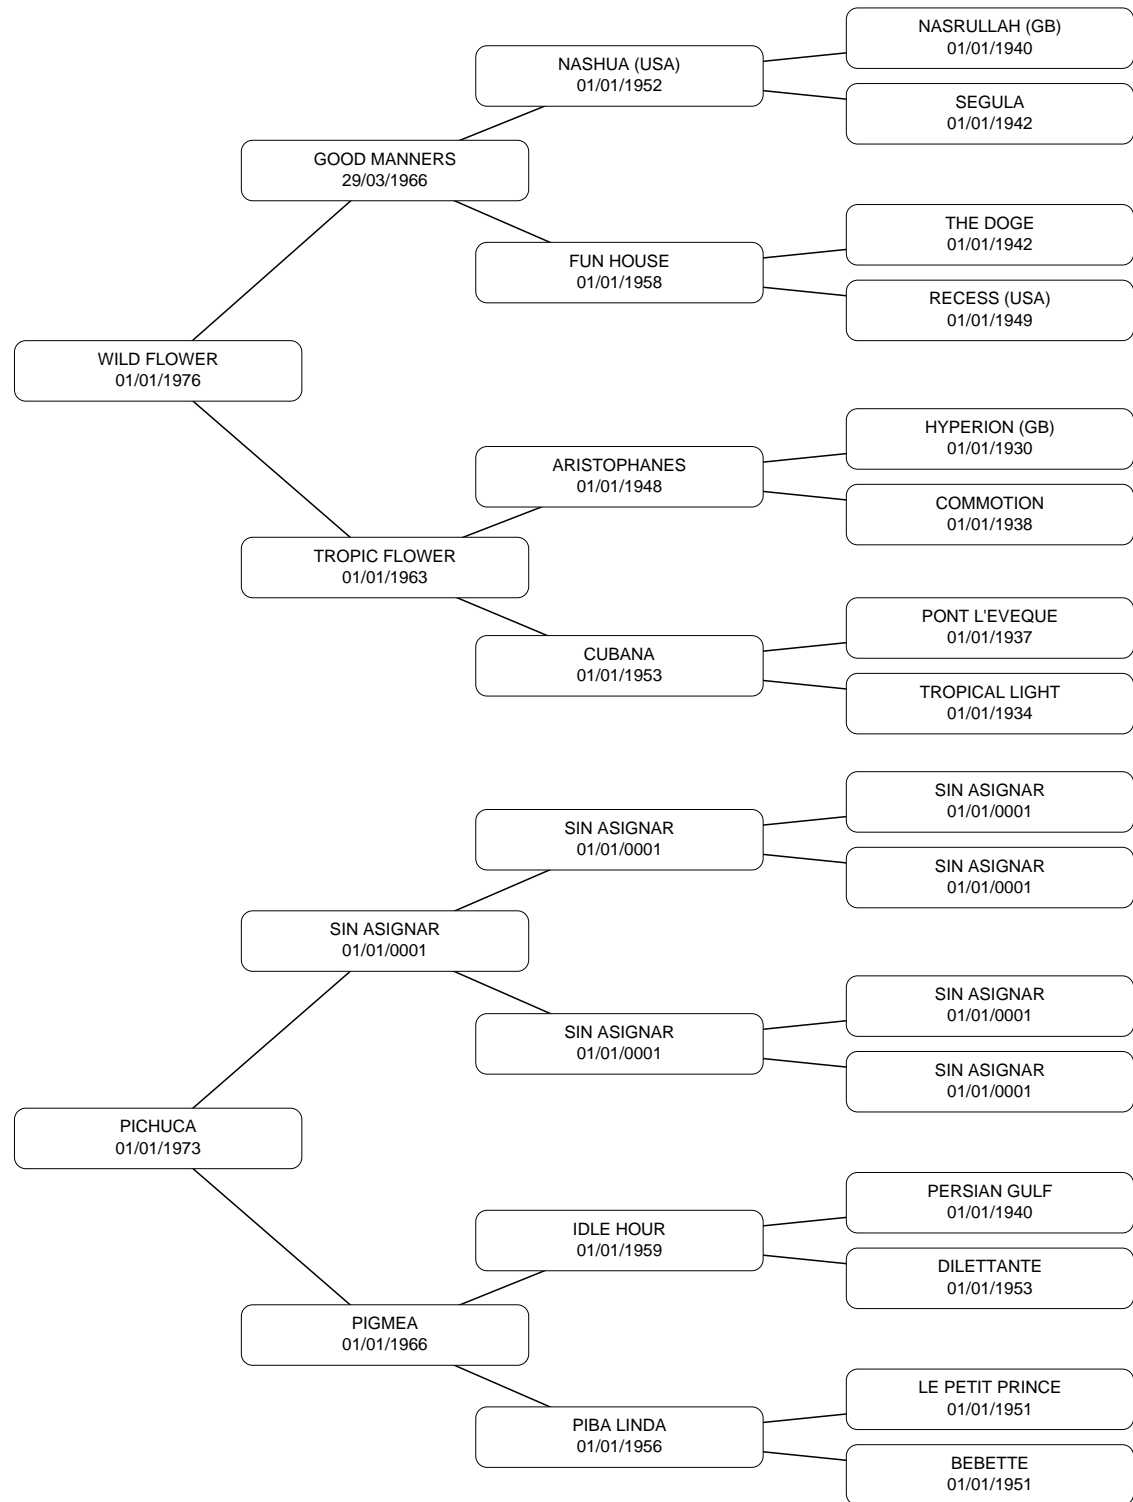 NASRULLAH (GB)
01/01/1940
NASHUA (USA)
01/01/1952
SEGULA
01/01/1942
GOOD MANNERS
29/03/1966
THE DOGE
01/01/1942
FUN HOUSE
01/01/1958
RECESS (USA)
01/01/1949
WILD FLOWER
01/01/1976
HYPERION (GB)
01/01/1930
ARISTOPHANES
01/01/1948
COMMOTION
01/01/1938
TROPIC FLOWER
01/01/1963
PONT L'EVEQUE
01/01/1937
CUBANA
01/01/1953
TROPICAL LIGHT
01/01/1934
SIN ASIGNAR
01/01/0001
SIN ASIGNAR
01/01/0001
SIN ASIGNAR
01/01/0001
SIN ASIGNAR
01/01/0001
SIN ASIGNAR
01/01/0001
SIN ASIGNAR
01/01/0001
SIN ASIGNAR
01/01/0001
PICHUCA
01/01/1973
PERSIAN GULF
01/01/1940
IDLE HOUR
01/01/1959
DILETTANTE
01/01/1953
PIGMEA
01/01/1966
LE PETIT PRINCE
01/01/1951
PIBA LINDA
01/01/1956
BEBETTE
01/01/1951